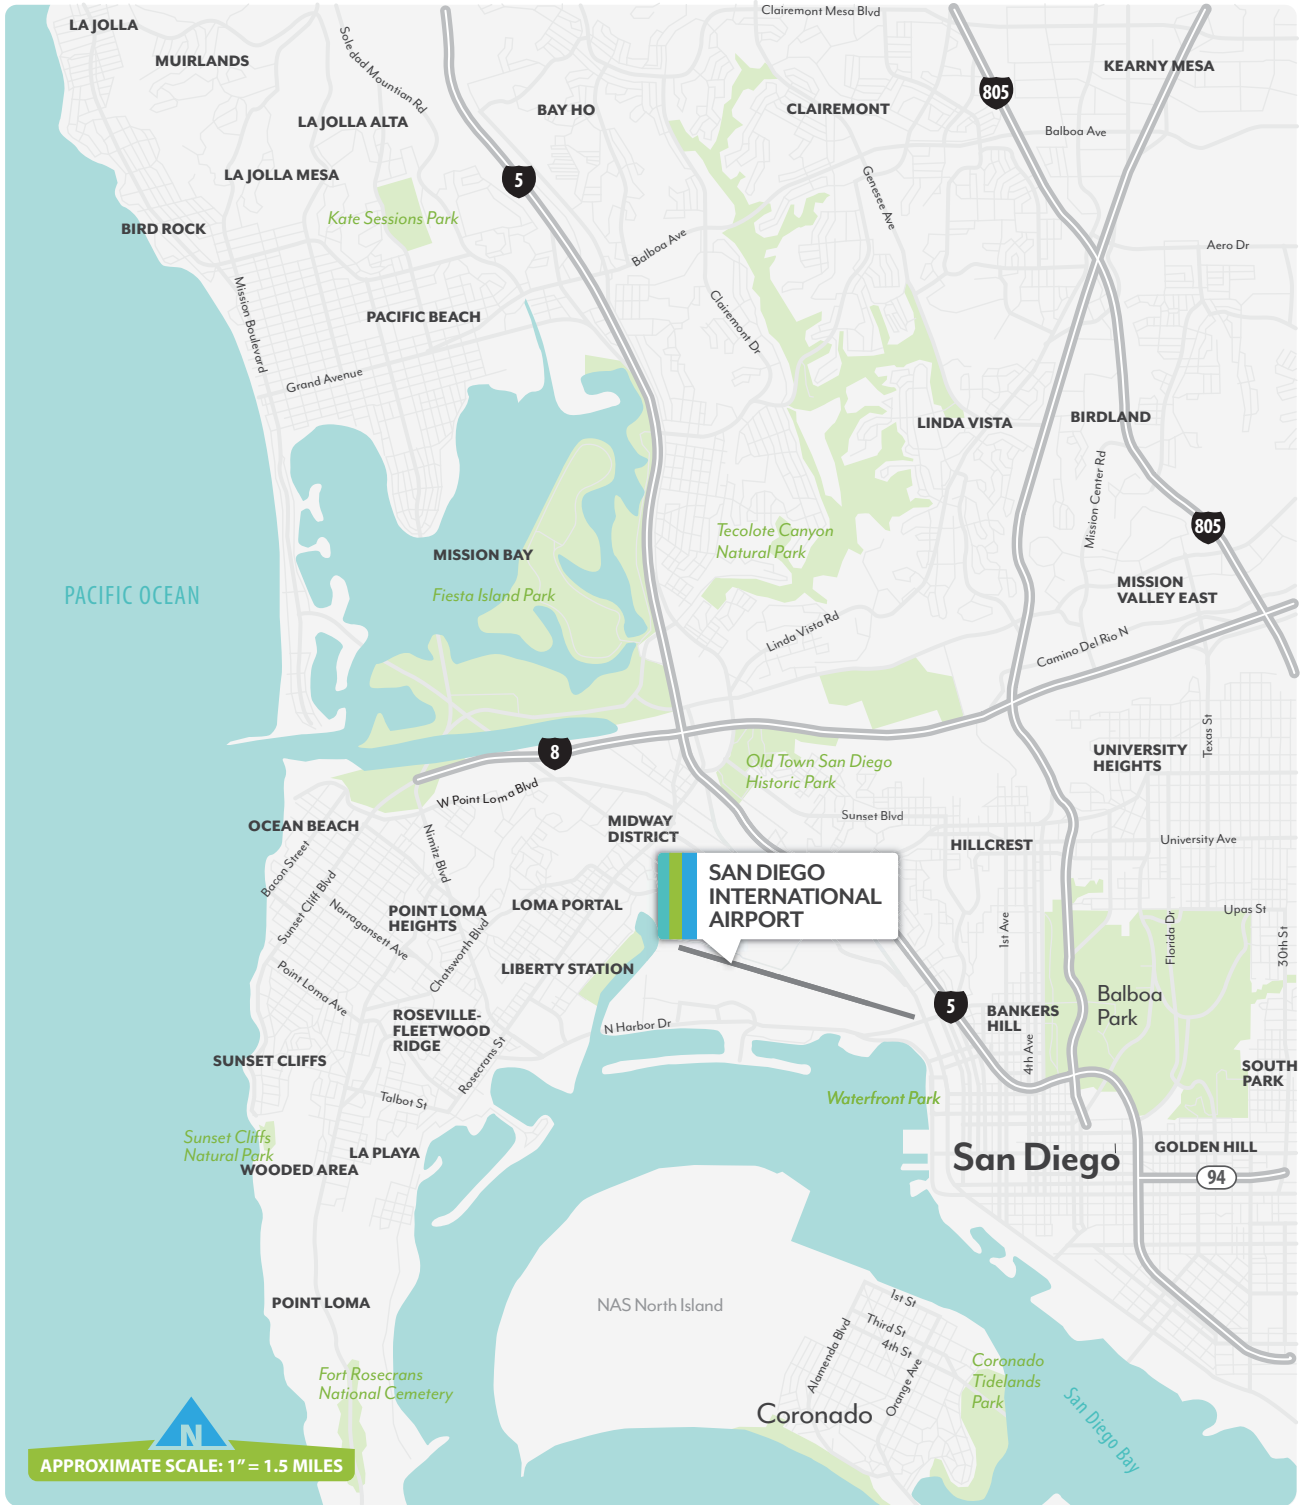 LA JOLLA
Clairemont Mesa Blvd
MUIRLANDS
Soledad Mountian Rd
KEARNY MESA
805
BAY HO
CLAIREMONT
LA JOLLA ALTA
Balboa Ave
LA JOLLA MESA
5
Genesee Ave
Kate Sessions Park
BIRD ROCK
Balboa Ave
Aero Dr
Mission Boulevard
PACIFIC BEACH
Clairemont Dr
Grand Avenue
LINDA VISTA
BIRDLAND
Mission Center Rd
805
Tecolote Canyon
Natural Park
MISSION BAY
PACIFIC OCEAN
Fiesta Island Park
MISSION
VALLEY EAST
Linda Vista Rd
Camino Del Rio N
Texas St
8
UNIVERSITY
HEIGHTS
Old Town San Diego
Historic Park
W Point Loma Blvd
OCEAN BEACH
MIDWAY
DISTRICT
Sunset Blvd
HILLCREST
University Ave
Nimitz Blvd
Bacon Street
SAN DIEGO
INTERNATIONAL
AIRPORT
Sunset Cliff Blvd
Narragansett Ave
POINT LOMA
HEIGHTS
LOMA PORTAL
Chatsworth Blvd
1st Ave
Florida Dr
Upas St
30th St
LIBERTY STATION
Point Loma Ave
5
BANKERS
HILL
Balboa
Park
ROSEVILLE-
FLEETWOOD
RIDGE
N Harbor Dr
4th Ave
SUNSET CLIFFS
Rosecrans St
SOUTH
PARK
Talbot St
Waterfront Park
Sunset Cliffs
Natural Park
LA PLAYA
WOODED AREA
San Diego
GOLDEN HILL
94
POINT LOMA
NAS North Island
1st St
Third St
4th St
Alamenda Blvd
Orange Ave
Fort Rosecrans
National Cemetery
Coronado
Tidelands
Park
Coronado
San Diego Bay
N
APPROXIMATE SCALE: 1” = 1.5 MILES